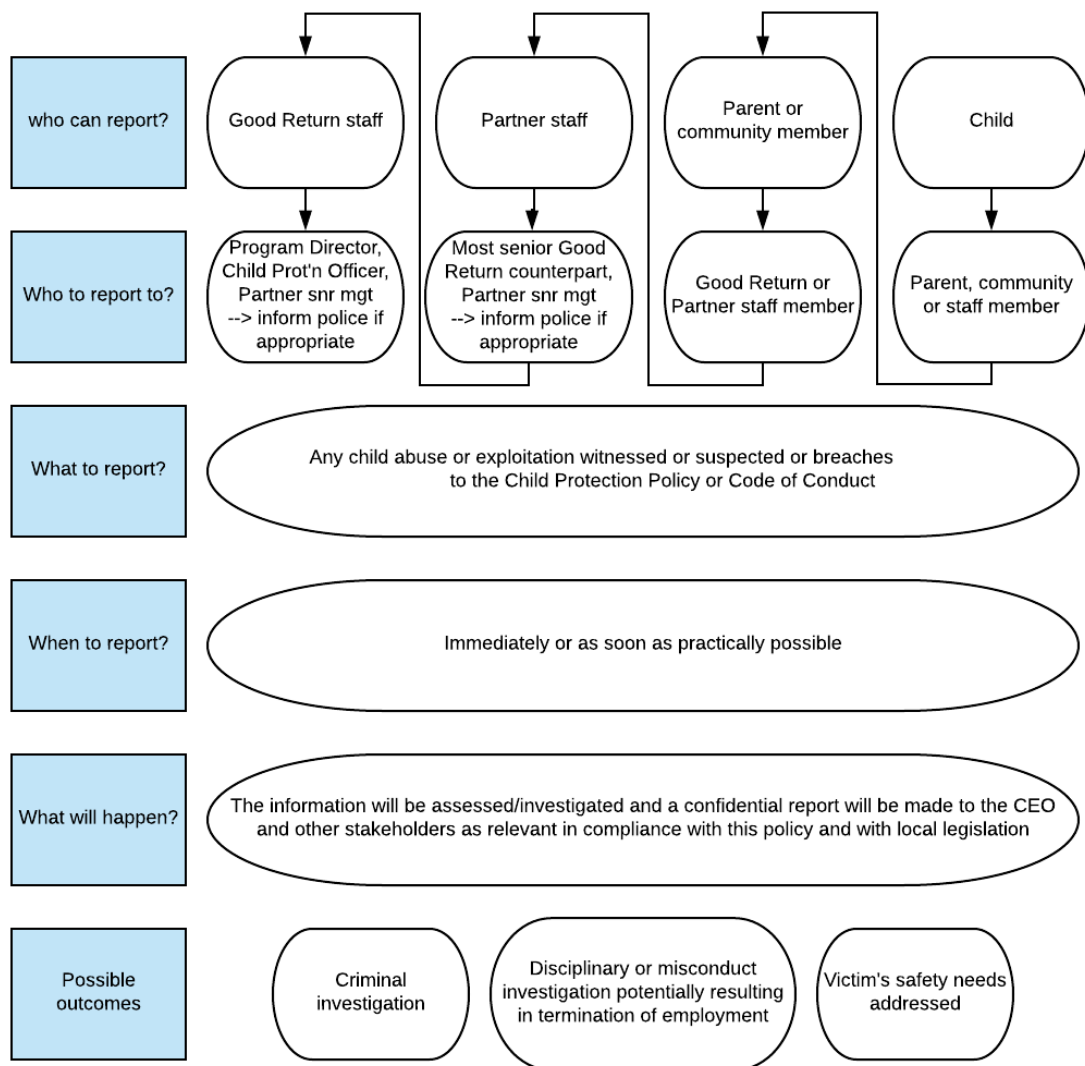 who can report?
Good Return staff
Partner staff
Parent or
community member
Child
Who to report to?
Program Director,
Child Prot'n Officer,
Partner snr mgt
--> inform police if
appropriate
Most senior Good
Return counterpart,
Partner snr mgt
--> inform police if
appropriate
Good Return or
Partner staff member
Parent, community
or staff member
What to report?
Any child abuse or exploitation witnessed or suspected or breaches
to the Child Protection Policy or Code of Conduct
When to report?
Immediately or as soon as practically possible
What will happen?
The information will be assessed/investigated and a confidential report will be made to the CEO
and other stakeholders as relevant in compliance with this policy and with local legislation
Possible
outcomes
Criminal
investigation
Disciplinary or misconduct
investigation potentially resulting
in termination of employment
Victim's safety needs
addressed